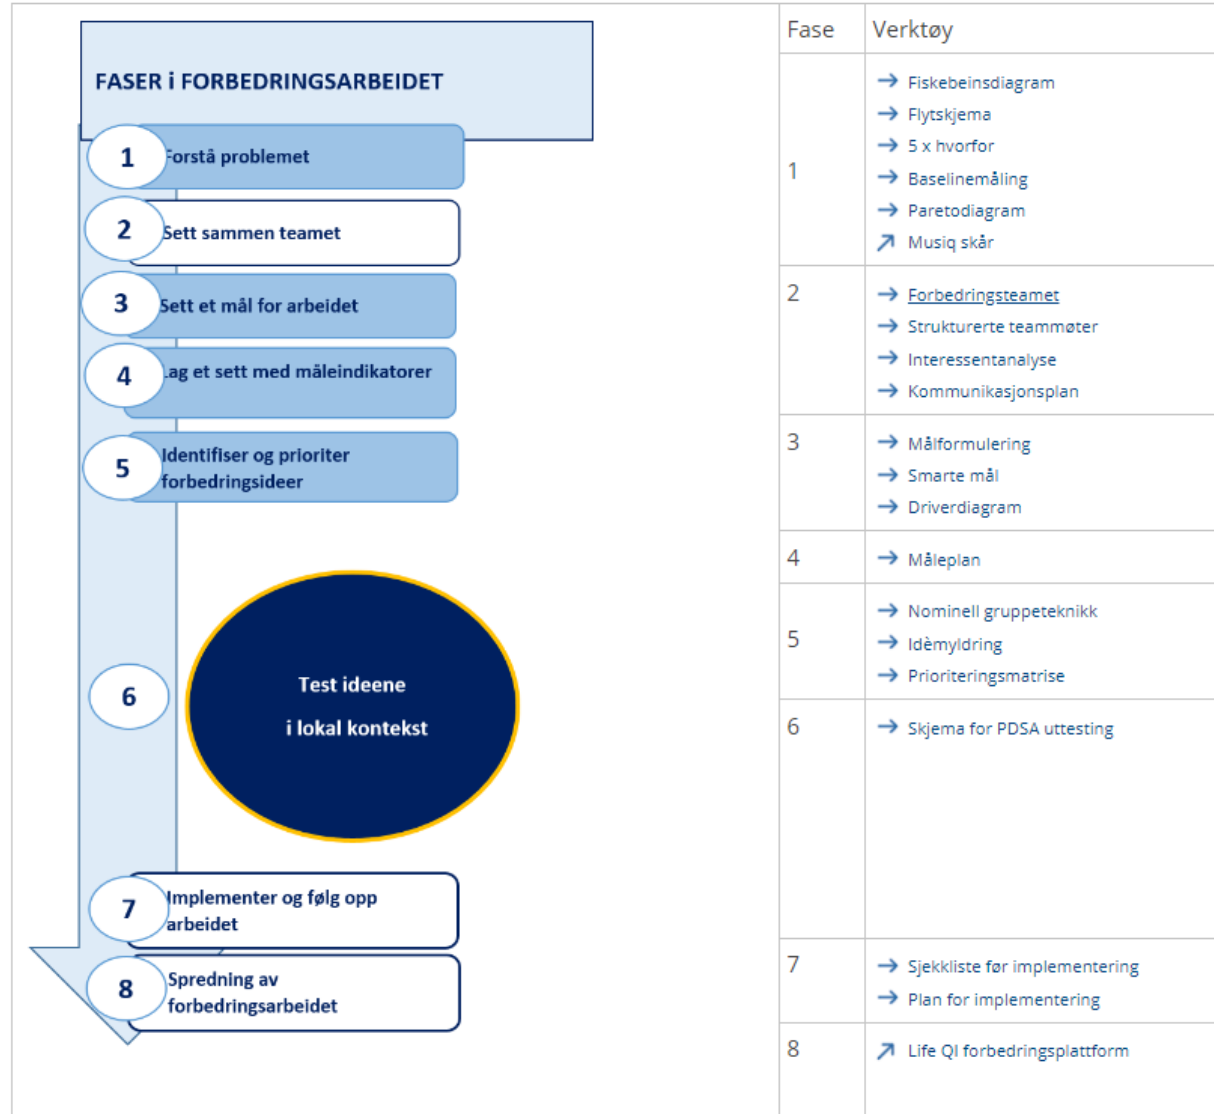 FASER i FORBEDRINGSARBEIDET
1
Forstå problemet
2
Sett sammen teamet
3
Sett et mål for arbeidet
4
Lag et sett med måleindikatorer
5
Identifiser og prioriter
forbedringsideer
6
Test ideene
i lokal kontekst
7
Implementer og følg opp
arbeidet
8
Spredning av
forbedringsarbeidet
Fase
Verktøy
1
Fiskebeinsdiagram
Flytskjema
5 x hvorfor
Baselinemåling
Paretodiagram
Musiq skår
2
Forbedringsteamet
Strukturerte teammøter
Interessentanalyse
Kommunikasjonsplan
3
Målformulering
Smarte mål
Driverdiagram
4
Måleplan
5
Nominell gruppeteknikk
Idèmyldring
Prioriteringsmatrise
6
Skjema for PDSA uttesting
7
Sjekkliste før implementering
Plan for implementering
8
Life QI forbedringsplattform